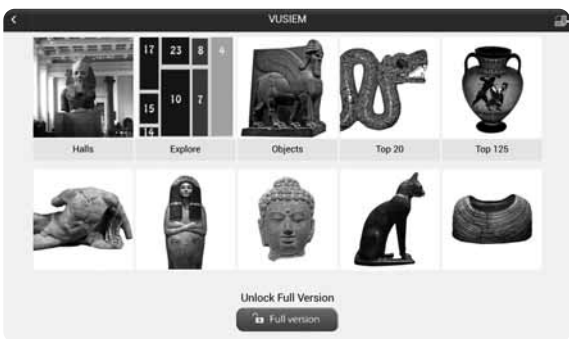 VUSIEM
17 23 8 4
15 10 7
14
Halls Explore Objects Top 20 Top 125
Unlock Full Version
Full version